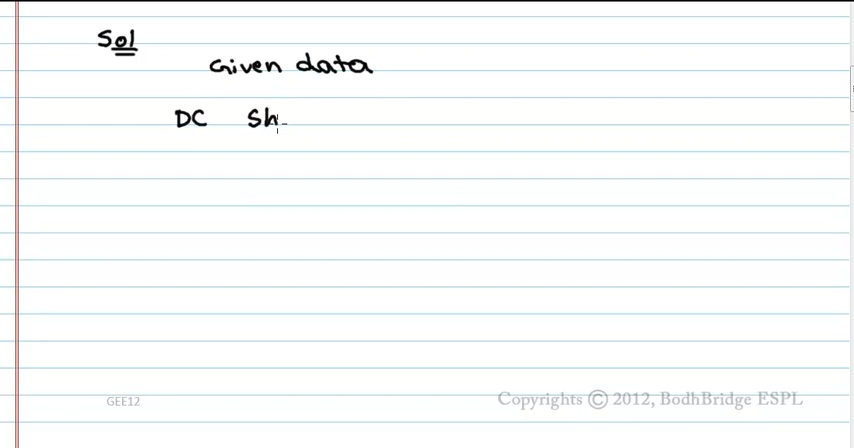 Sol
Given data
DC Sh
GEE12
Copyrights © 2012, BodhBridge ESPL